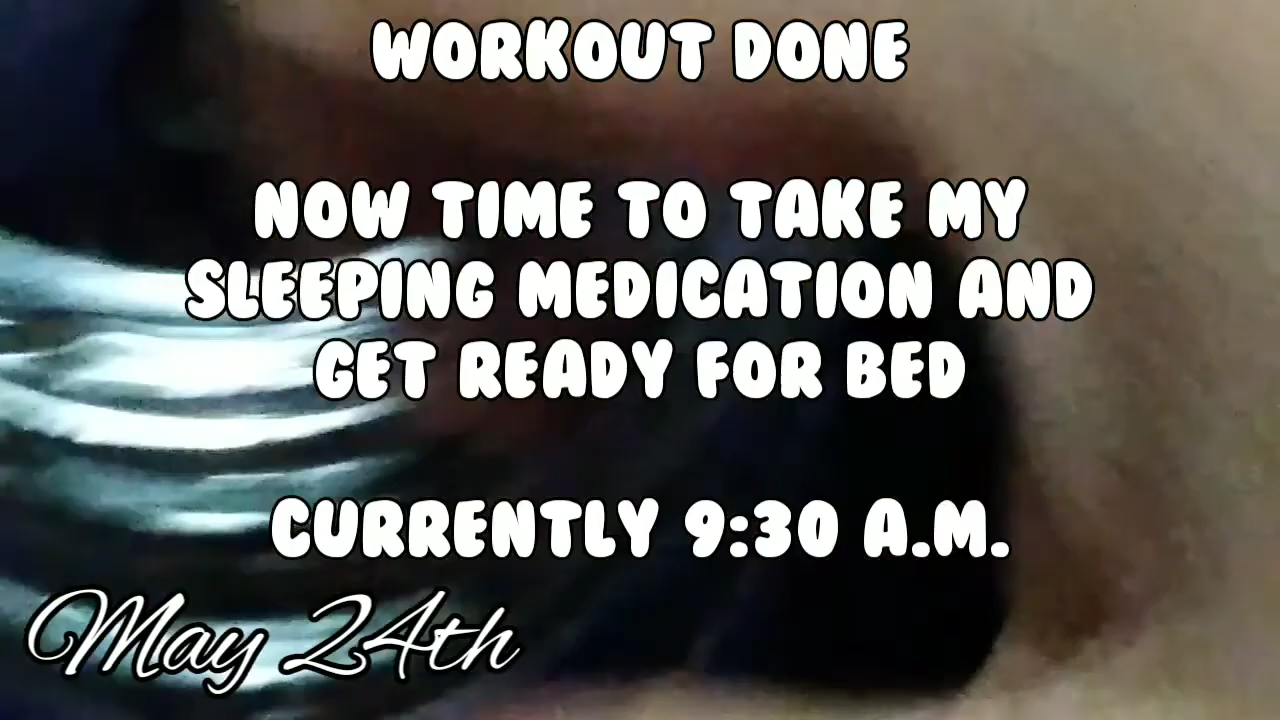 WORKOUT DONE
NOW TIME TO TAKE MY
SLEEPING MEDICATION AND
GET READY FOR BED
CURRENTLY 9:30 A.M.
May 24th